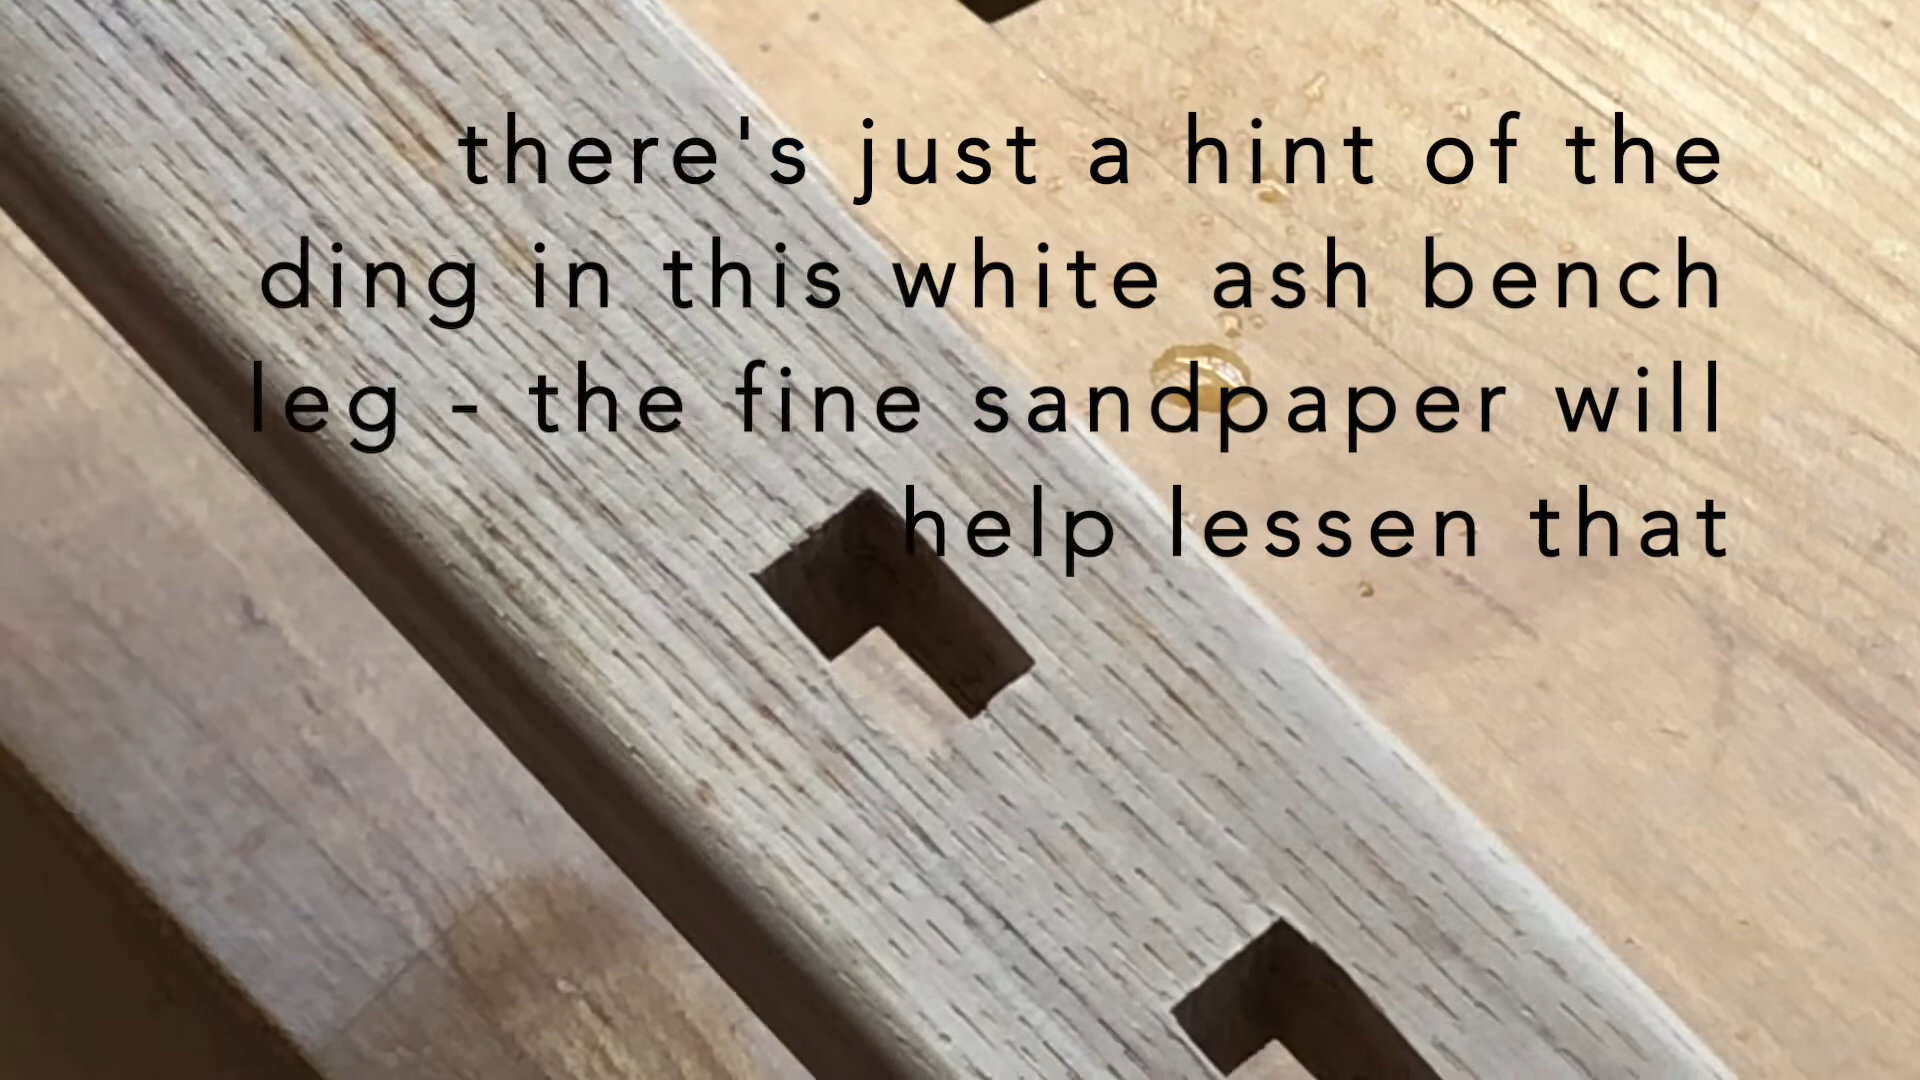 there's just a hint of the
ding in this white ash bench
leg - the fine sandpaper will
help lessen that